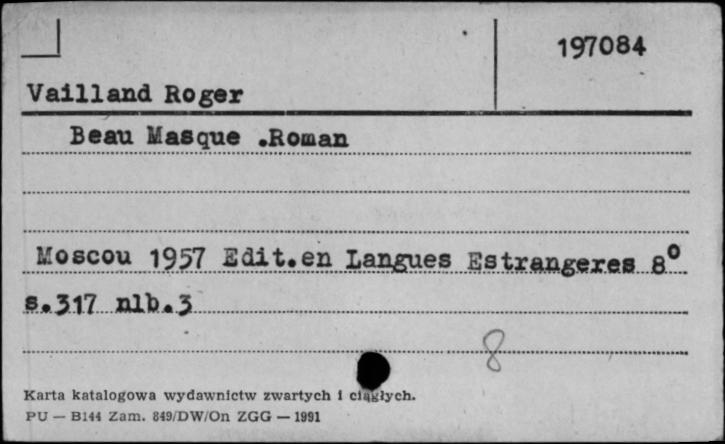 197084
Vailland Roger
Beau Masque .Roman
Moscou 1957 Edit.en Langues Estrangeres 8⁰
s.317 nlb.3
8
Karta katalogowa wydawnictw zwartych i ciągłych.
PU — B144 Zam. 849/DW/On ZGG — 1991